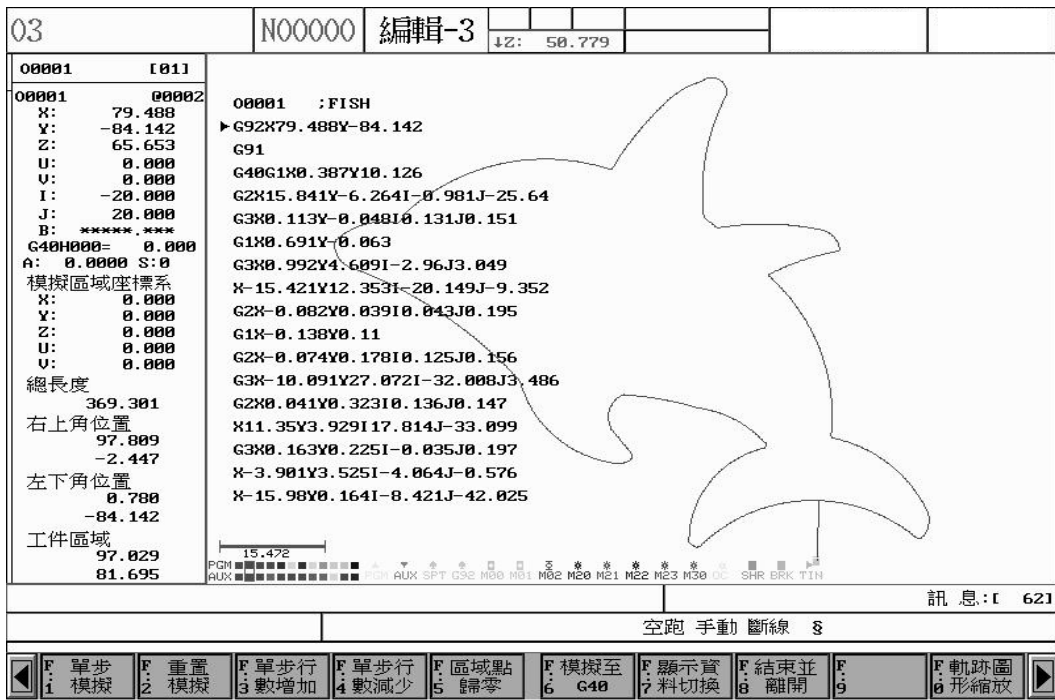 03
N00000
編輯-3
↓Z: 50.779
O0001 [01]
O0001 @0002
X: 79.488
Y: -84.142
Z: 65.653
U: 0.000
V: 0.000
I: -20.000
J: 20.000
B: *****.***
G40H000= 0.000
A: 0.0000 S:0
模擬區域座標系
X: 0.000
Y: 0.000
Z: 0.000
U: 0.000
V: 0.000
總長度
369.301
右上角位置
97.809
-2.447
左下角位置
0.780
-84.142
工件區域
97.029
81.695
O0001 ;FISH
▶G92X79.488Y-84.142
G91
G40G1X0.387Y10.126
G2X15.841Y-6.264I-0.981J-25.64
G3X0.113Y-0.048I0.131J0.151
G1X0.691Y-0.063
G3X0.992Y4.609I-2.96J3.049
X-15.421Y12.353I-20.149J-9.352
G2X-0.082Y0.039I0.043J0.195
G1X-0.138Y0.11
G2X-0.074Y0.178I0.125J0.156
G3X-10.091Y27.072I-32.008J3.486
G2X0.041Y0.323I0.136J0.147
X11.35Y3.929I17.814J-33.099
G3X0.163Y0.225I-0.035J0.197
X-3.901Y3.525I-4.064J-0.576
X-15.98Y0.164I-8.421J-42.025
15.472
PGM
AUX PGM AUX SPT G92 M00 M01 M02 M20 M21 M22 M23 M30 OC SHR BRK TIN
訊 息:[ 62]
空跑 手動 斷線 §
F1 單步模擬
F2 重置模擬
F3 單步行數增加
F4 單步行數減少
F5 區域點歸零
F6 模擬至G40
F7 顯示資料切換
F8 結束並離開
F9
F0 軌跡圖形縮放